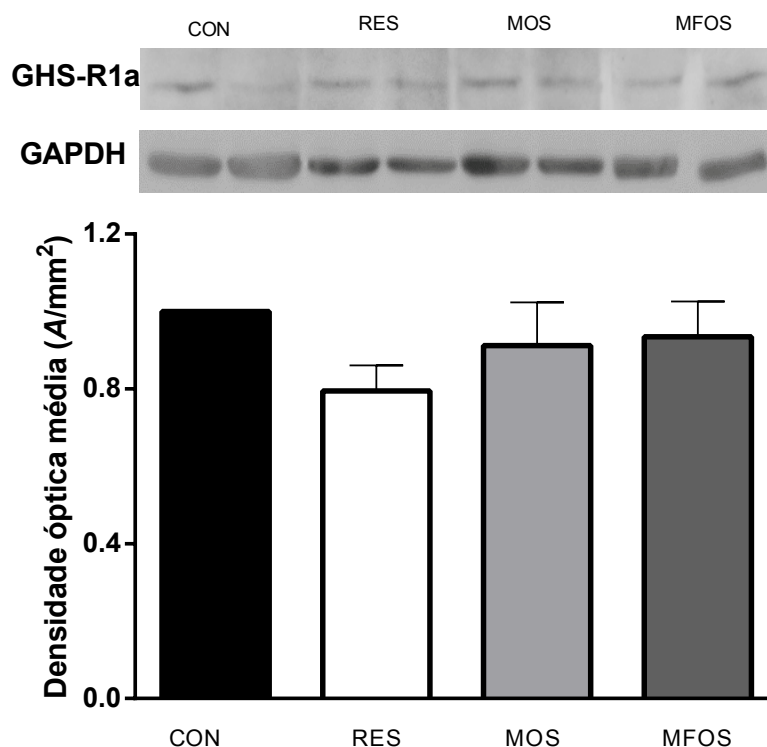 CON RES MOS MFOS
GHS-R1a
GAPDH
Densidade óptica média (A/mm²)
1.2
0.8
0.4
0.0
CON RES MOS MFOS